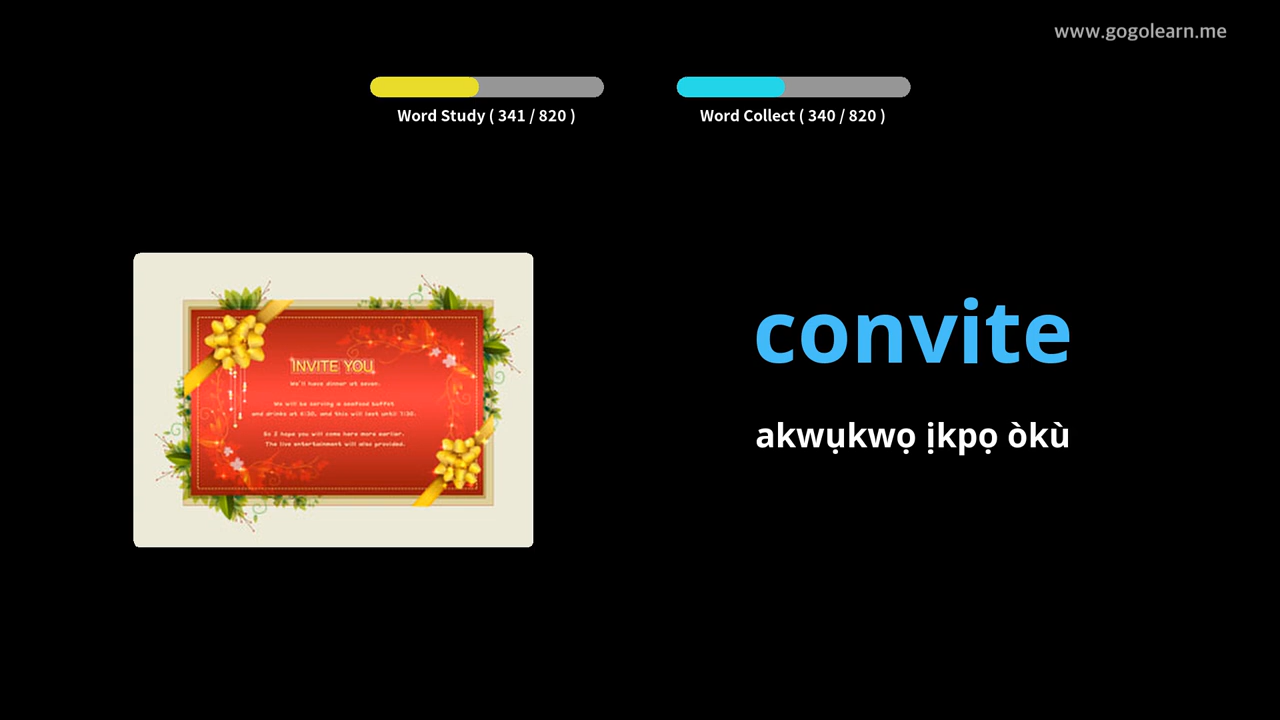 www.gogolearn.me
Word Study ( 341 / 820 )
Word Collect ( 340 / 820 )
INVITE YOU
We'll have dinner at seven.
We will be serving a seafood buffet
and drinks at 6:30, and this will last until 7:30.
So I hope you will come here more earlier.
The live entertainment will also provided.
convite
akwụkwọ ịkpọ òkù